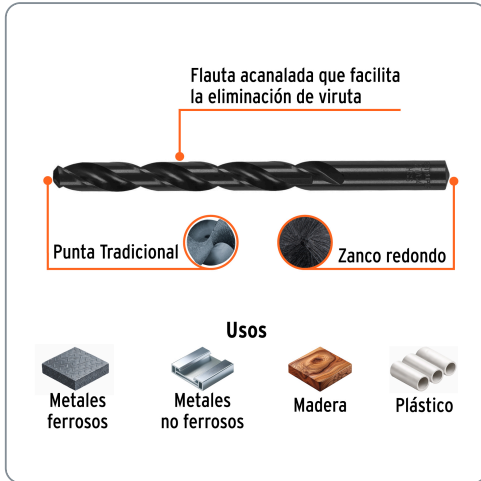 Flauta acanalada que facilita
la eliminación de viruta
Punta Tradicional
Zanco redondo
Usos
Metales
ferrosos
Metales
no ferrosos
Madera
Plástico